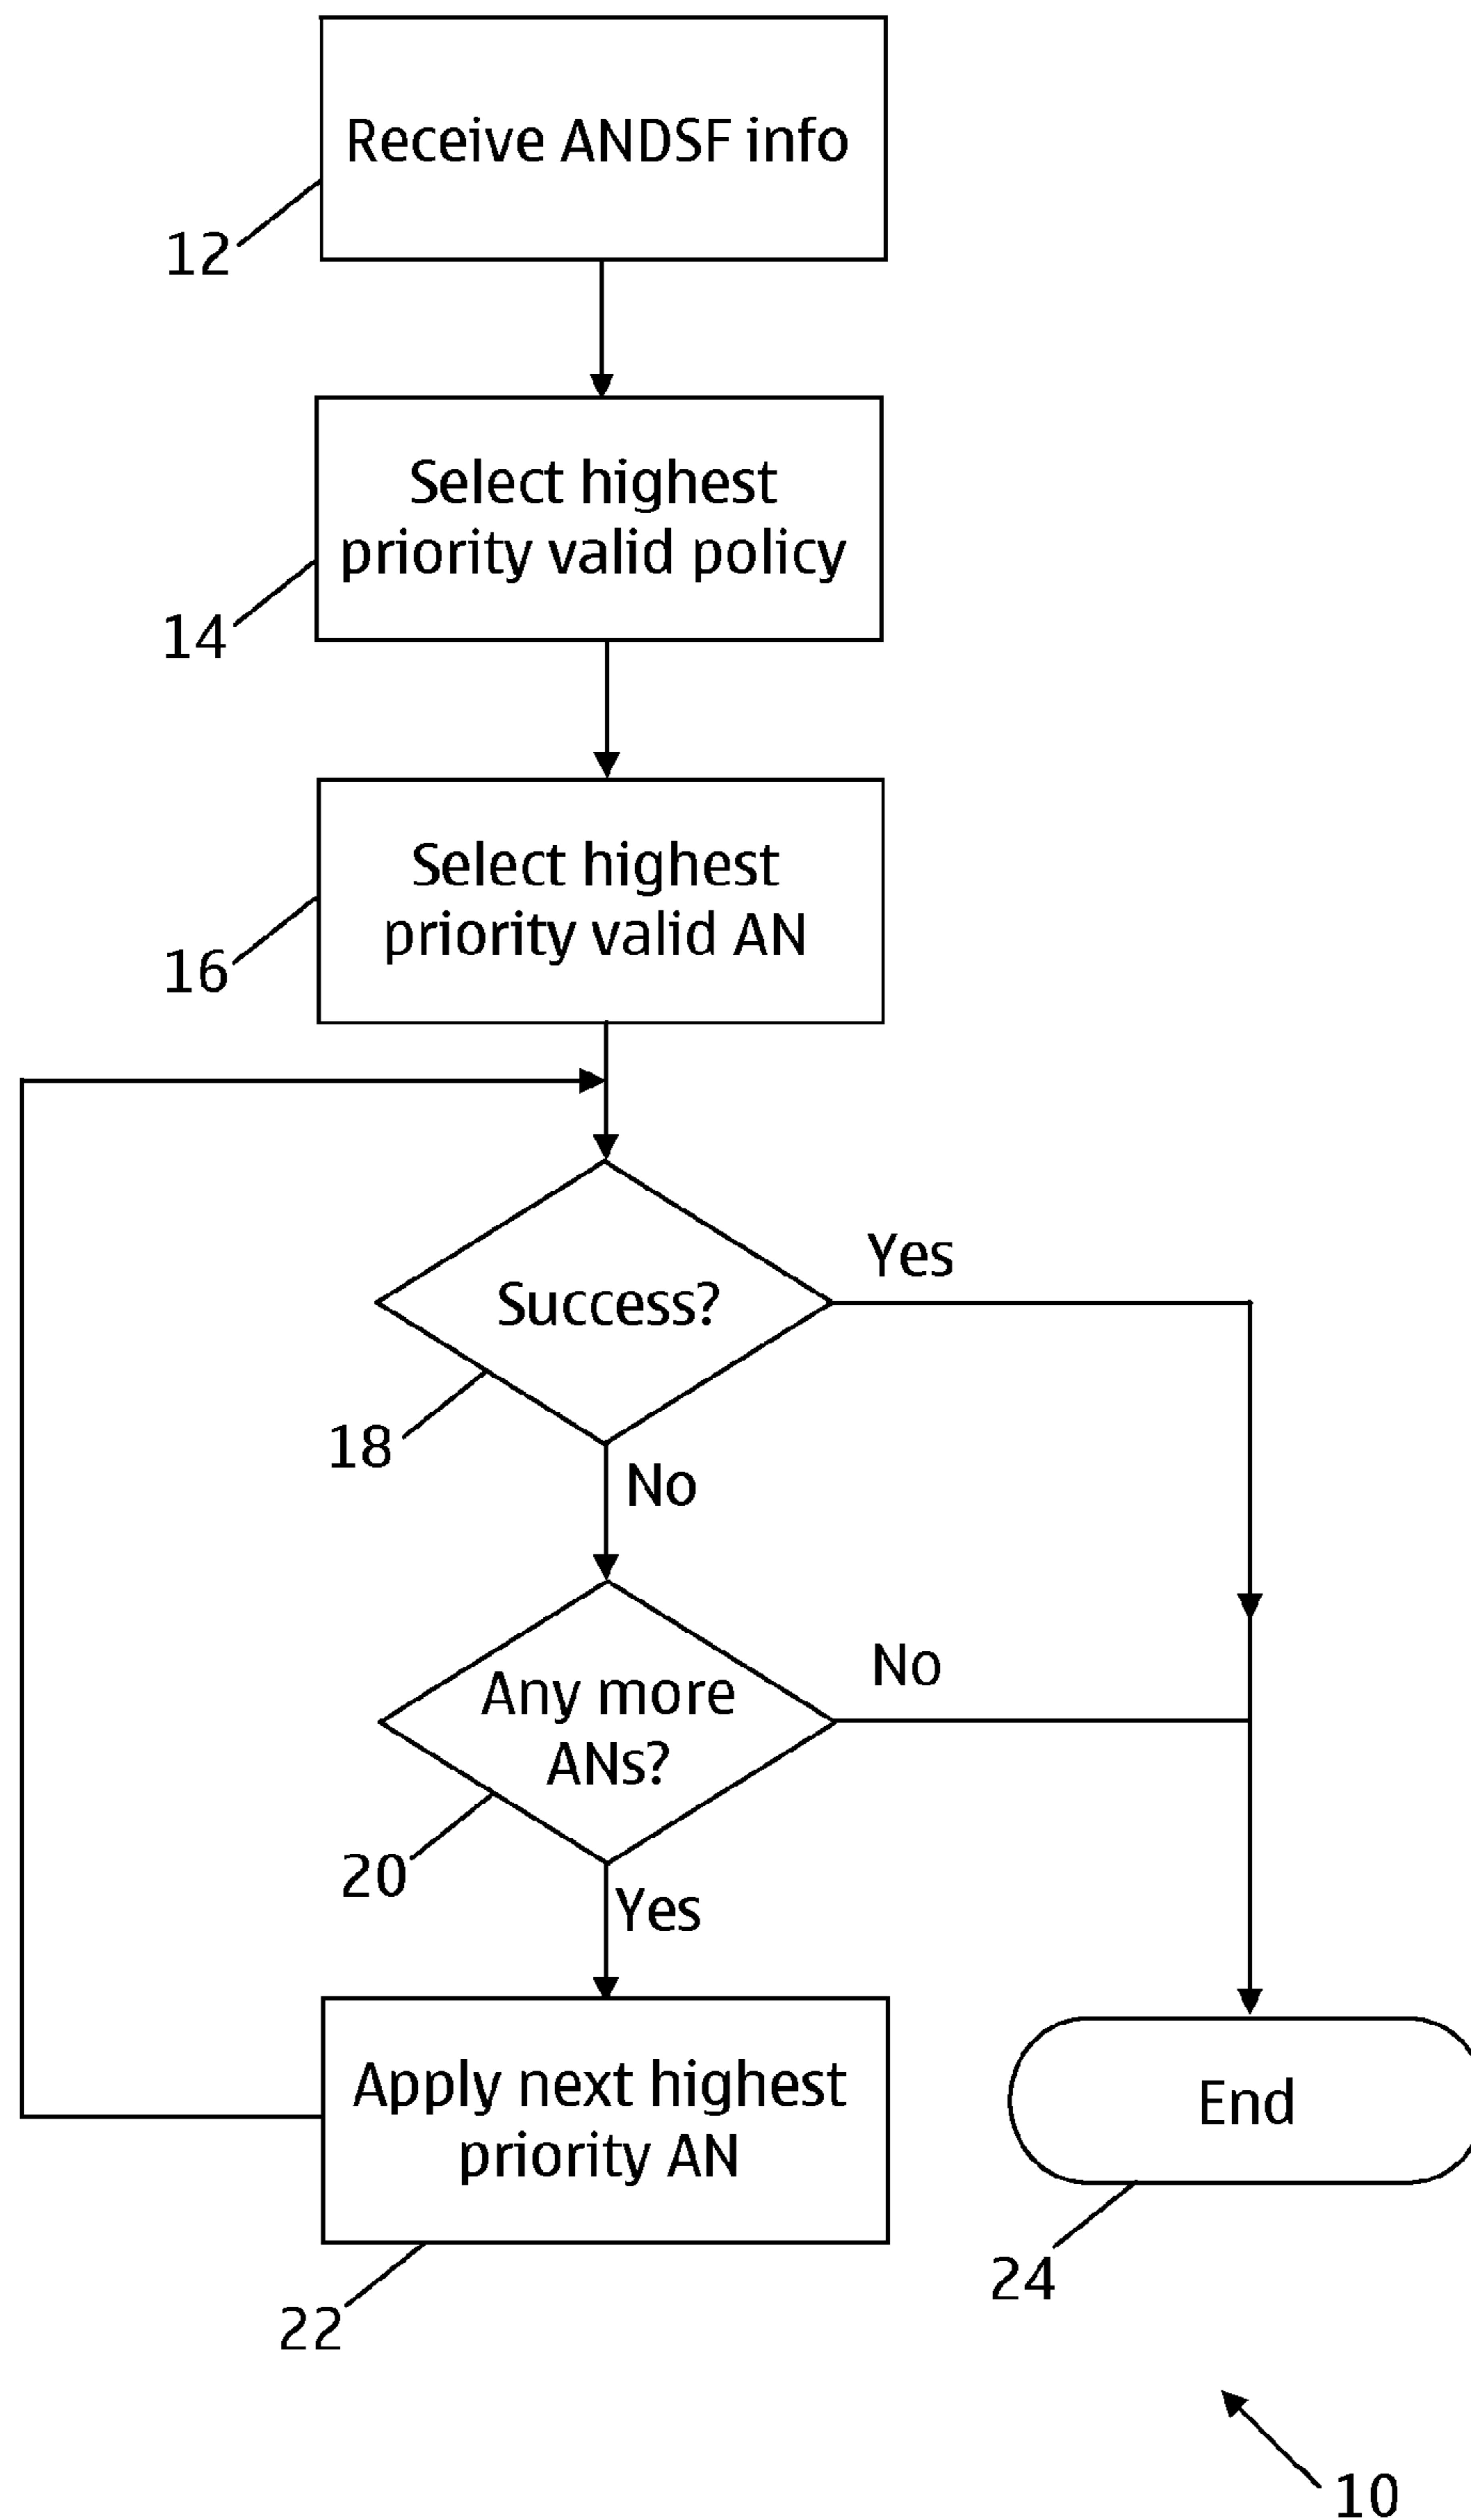 Receive ANDSF info
12
Select highest
priority valid policy
14
Select highest
priority valid AN
16
Success?
Yes
18
No
Any more
ANs?
No
20
Yes
Apply next highest
priority AN
End
22
24
10